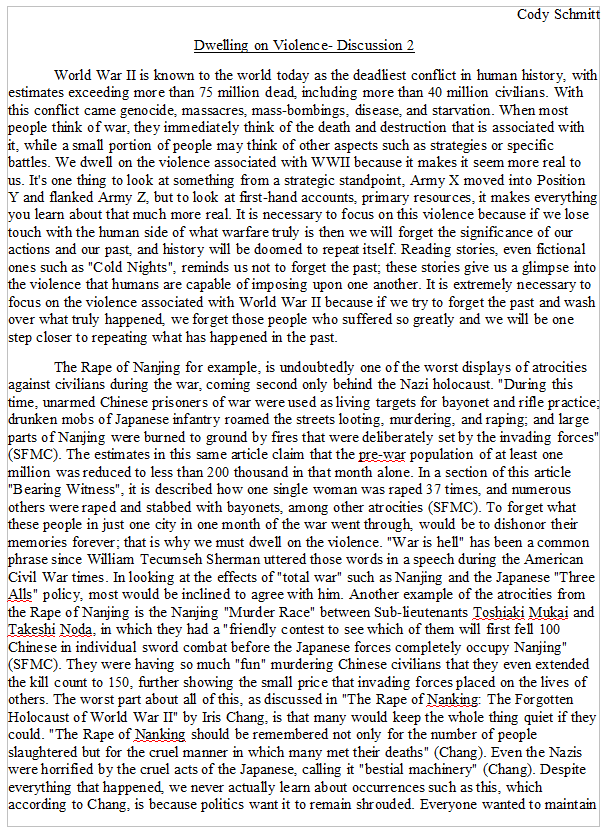 Cody Schmitt
Dwelling on Violence- Discussion 2
World War II is known to the world today as the deadliest conflict in human history, with
estimates exceeding more than 75 million dead, including more than 40 million civilians. With
this conflict came genocide, massacres, mass-bombings, disease, and starvation. When most
people think of war, they immediately think of the death and destruction that is associated with
it, while a small portion of people may think of other aspects such as strategies or specific
battles. We dwell on the violence associated with WWII because it makes it seem more real to
us. It's one thing to look at something from a strategic standpoint, Army X moved into Position
Y and flanked Army Z, but to look at first-hand accounts, primary resources, it makes everything
you learn about that much more real. It is necessary to focus on this violence because if we lose
touch with the human side of what warfare truly is then we will forget the significance of our
actions and our past, and history will be doomed to repeat itself. Reading stories, even fictional
ones such as "Cold Nights", reminds us not to forget the past; these stories give us a glimpse into
the violence that humans are capable of imposing upon one another. It is extremely necessary to
focus on the violence associated with World War II because if we try to forget the past and wash
over what truly happened, we forget those people who suffered so greatly and we will be one
step closer to repeating what has happened in the past.
The Rape of Nanjing for example, is undoubtedly one of the worst displays of atrocities
against civilians during the war, coming second only behind the Nazi holocaust. "During this
time, unarmed Chinese prisoners of war were used as living targets for bayonet and rifle practice;
drunken mobs of Japanese infantry roamed the streets looting, murdering, and raping; and large
parts of Nanjing were burned to ground by fires that were deliberately set by the invading forces"
(SFMC). The estimates in this same article claim that the pre-war population of at least one
million was reduced to less than 200 thousand in that month alone. In a section of this article
"Bearing Witness", it is described how one single woman was raped 37 times, and numerous
others were raped and stabbed with bayonets, among other atrocities (SFMC). To forget what
these people in just one city in one month of the war went through, would be to dishonor their
memories forever; that is why we must dwell on the violence. "War is hell" has been a common
phrase since William Tecumseh Sherman uttered those words in a speech during the American
Civil War times. In looking at the effects of "total war" such as Nanjing and the Japanese "Three
Alls" policy, most would be inclined to agree with him. Another example of the atrocities from
the Rape of Nanjing is the Nanjing "Murder Race" between Sub-lieutenants Toshiaki Mukai and
Takeshi Noda, in which they had a "friendly contest to see which of them will first fell 100
Chinese in individual sword combat before the Japanese forces completely occupy Nanjing"
(SFMC). They were having so much "fun" murdering Chinese civilians that they even extended
the kill count to 150, further showing the small price that invading forces placed on the lives of
others. The worst part about all of this, as discussed in "The Rape of Nanking: The Forgotten
Holocaust of World War II" by Iris Chang, is that many would keep the whole thing quiet if they
could. "The Rape of Nanking should be remembered not only for the number of people
slaughtered but for the cruel manner in which many met their deaths" (Chang). Even the Nazis
were horrified by the cruel acts of the Japanese, calling it "bestial machinery" (Chang). Despite
everything that happened, we never actually learn about occurrences such as this, which
according to Chang, is because politics want it to remain shrouded. Everyone wanted to maintain